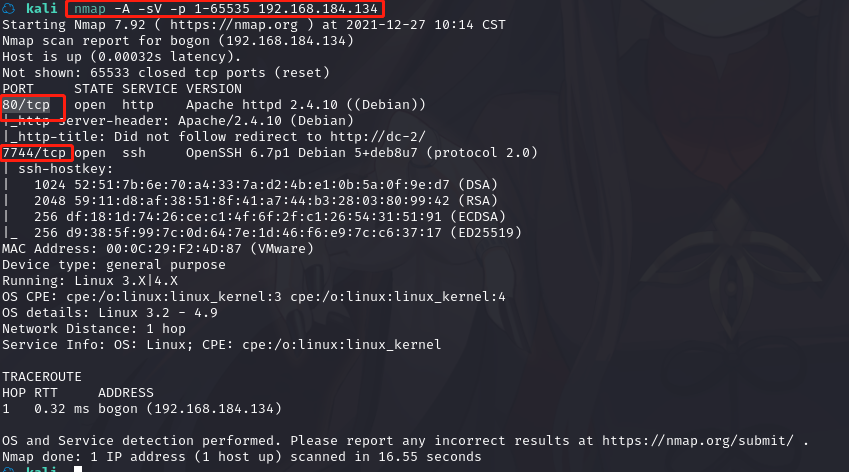 kali nmap -A -sV -p 1-65535 192.168.184.134
Starting Nmap 7.92 ( https://nmap.org ) at 2021-12-27 10:14 CST
Nmap scan report for bogon (192.168.184.134)
Host is up (0.00032s latency).
Not shown: 65533 closed tcp ports (reset)
PORT     STATE SERVICE VERSION
80/tcp   open  http    Apache httpd 2.4.10 ((Debian))
|_http-server-header: Apache/2.4.10 (Debian)
|_http-title: Did not follow redirect to http://dc-2/
7744/tcp open  ssh     OpenSSH 6.7p1 Debian 5+deb8u7 (protocol 2.0)
| ssh-hostkey:
|   1024 52:51:7b:6e:70:a4:33:7a:d2:4b:e1:0b:5a:0f:9e:d7 (DSA)
|   2048 59:11:d8:af:38:51:8f:41:a7:44:b3:28:03:80:99:42 (RSA)
|   256 df:18:1d:74:26:ce:c1:4f:6f:2f:c1:26:54:31:51:91 (ECDSA)
|_  256 d9:38:5f:99:7c:0d:64:7e:1d:46:f6:e9:7c:c6:37:17 (ED25519)
MAC Address: 00:0C:29:F2:4D:87 (VMware)
Device type: general purpose
Running: Linux 3.X|4.X
OS CPE: cpe:/o:linux:linux_kernel:3 cpe:/o:linux:linux_kernel:4
OS details: Linux 3.2 - 4.9
Network Distance: 1 hop
Service Info: OS: Linux; CPE: cpe:/o:linux:linux_kernel
TRACEROUTE
HOP RTT     ADDRESS
1   0.32 ms bogon (192.168.184.134)
OS and Service detection performed. Please report any incorrect results at https://nmap.org/submit/ .
Nmap done: 1 IP address (1 host up) scanned in 16.55 seconds
kali